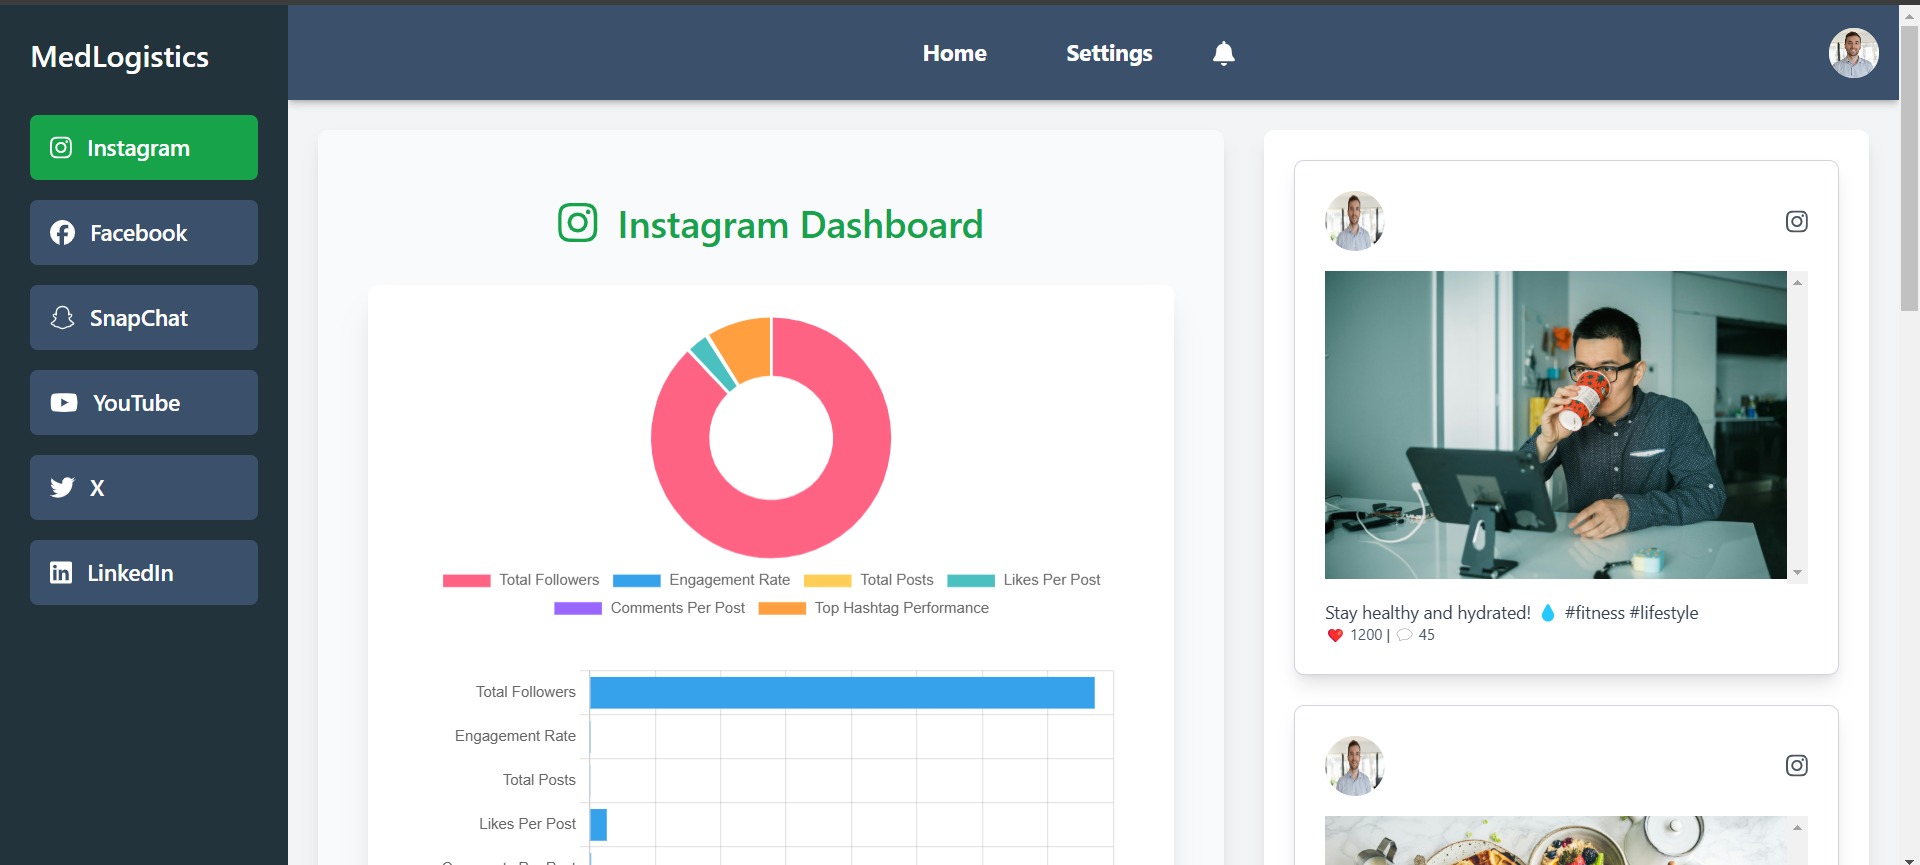 MedLogistics
Home Settings
Instagram
Facebook
SnapChat
YouTube
X
LinkedIn
Instagram Dashboard
Total Followers Engagement Rate Total Posts Likes Per Post
Comments Per Post Top Hashtag Performance
Total Followers
Engagement Rate
Total Posts
Likes Per Post
Stay healthy and hydrated! 💧 #fitness #lifestyle
❤️ 1200 | 💬 45